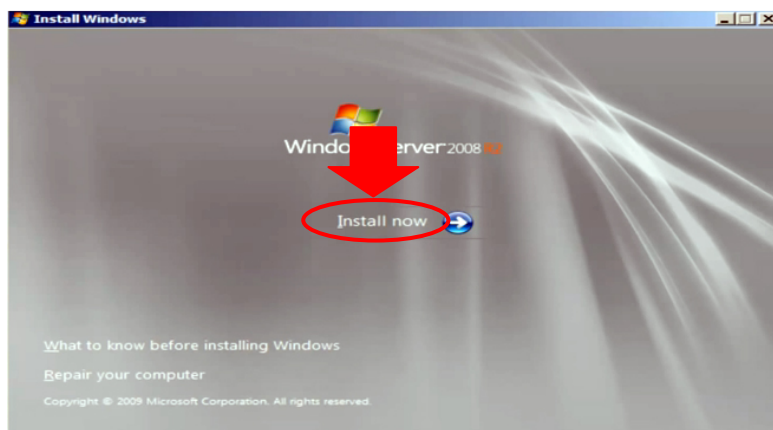 Install Windows
Windo erver 2008 R2
Install now
What to know before installing Windows
Repair your computer
Copyright © 2009 Microsoft Corporation. All rights reserved.